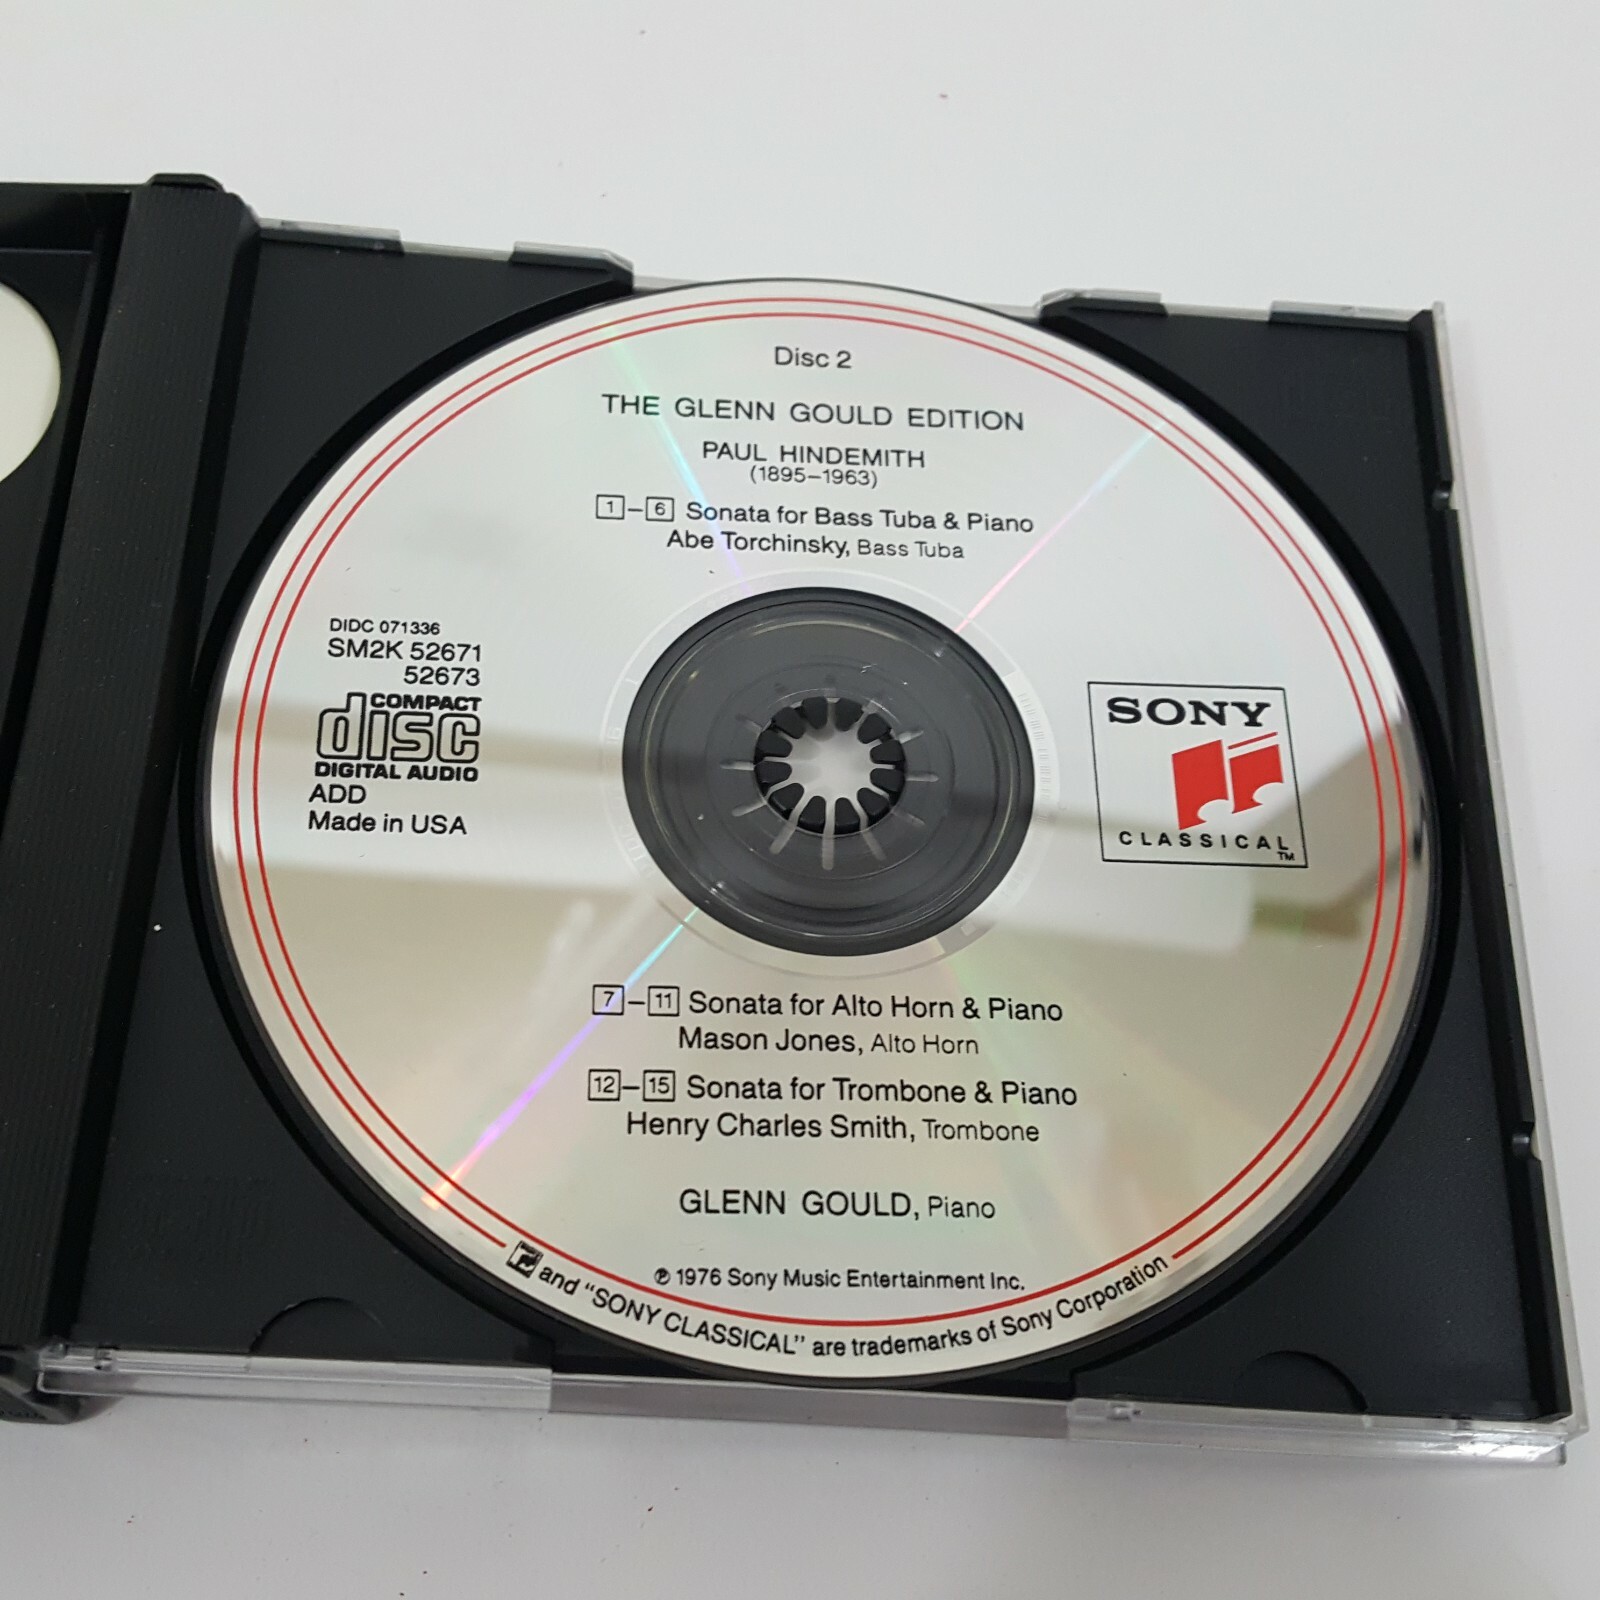 Disc 2
THE GLENN GOULD EDITION
PAUL HINDEMITH
(1895–1963)
1–6 Sonata for Bass Tuba & Piano
Abe Torchinsky, Bass Tuba
DIDC 071336
SM2K 52671
52673
COMPACT
disc
DIGITAL AUDIO
ADD
Made in USA
SONY
CLASSICAL™
7–11 Sonata for Alto Horn & Piano
Mason Jones, Alto Horn
12–15 Sonata for Trombone & Piano
Henry Charles Smith, Trombone
GLENN GOULD, Piano
℗ 1976 Sony Music Entertainment Inc.
and "SONY CLASSICAL" are trademarks of Sony Corporation